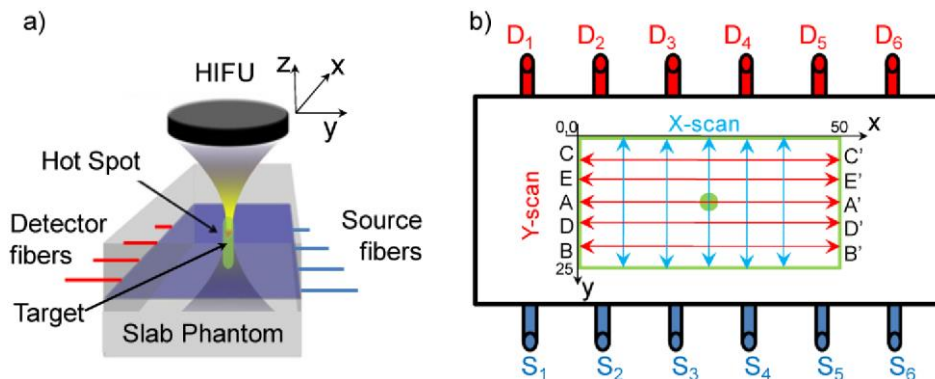 a)
HIFU
z
x
y
Hot Spot
Detector
fibers
Source
fibers
Target
Slab Phantom
b)
D₁ D₂ D₃ D₄ D₅ D₆
0,0 X-scan 50 x
C C'
E E'
A A'
D D'
B B'
25
y
Y-scan
S₁ S₂ S₃ S₄ S₅ S₆